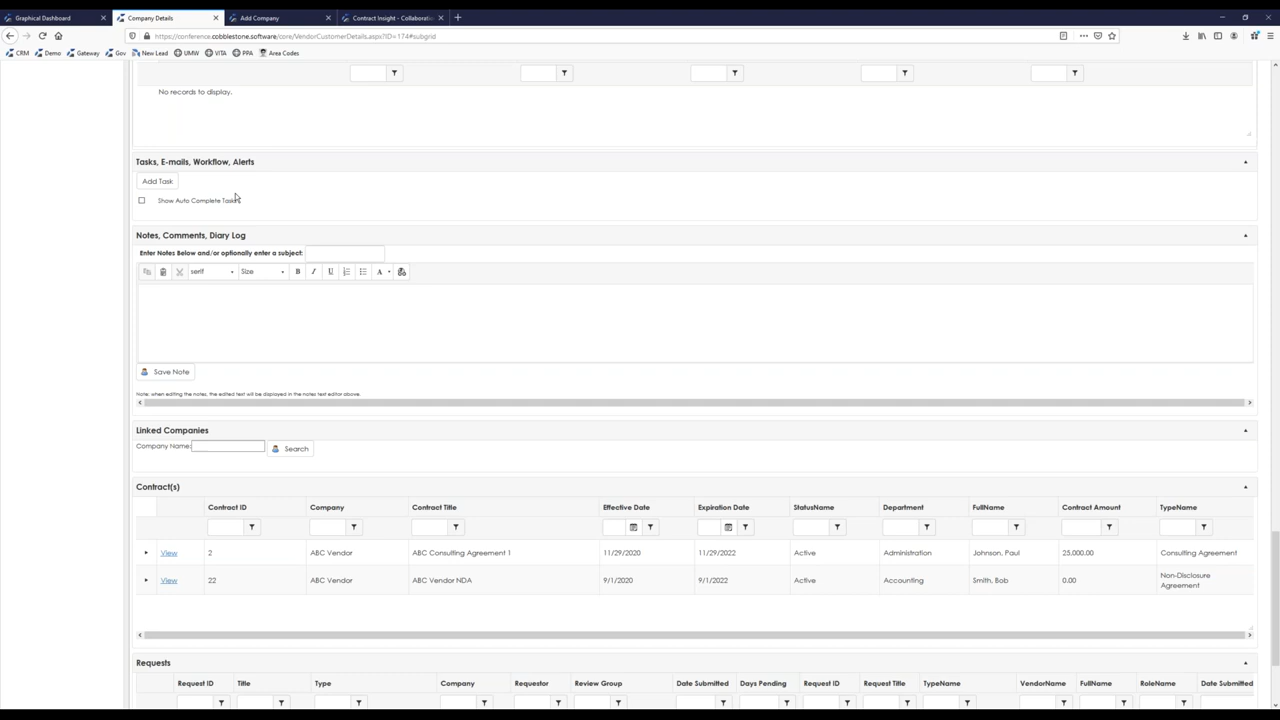 Graphical Dashboard
Company Details
Add Company
Contract Insight - Collaboratio
https://conference.cobblestone.software/core/VendorCustomerDetails.aspx?ID=174#subgrid
CRM Demo Gateway Gov New Lead UMW VITA PPA Area Codes
No records to display.
Tasks, E-mails, Workflow, Alerts
Add Task
Show Auto Complete Tasks
Notes, Comments, Diary Log
Enter Notes Below and/or optionally enter a subject:
serif Size B I U A
Save Note
Note: when editing the notes, the edited text will be displayed in the notes text editor above.
Linked Companies
Company Name: Search
Contract(s)
Contract ID Company Contract Title Effective Date Expiration Date StatusName Department FullName Contract Amount TypeName
View 2 ABC Vendor ABC Consulting Agreement 1 11/29/2020 11/29/2022 Active Administration Johnson, Paul 25,000.00 Consulting Agreement
View 22 ABC Vendor ABC Vendor NDA 9/1/2020 9/1/2022 Active Accounting Smith, Bob 0.00 Non-Disclosure
Agreement
Requests
Request ID Title Type Company Requestor Review Group Date Submitted Days Pending Request ID Request Title TypeName VendorName FullName RoleName Date Submitted